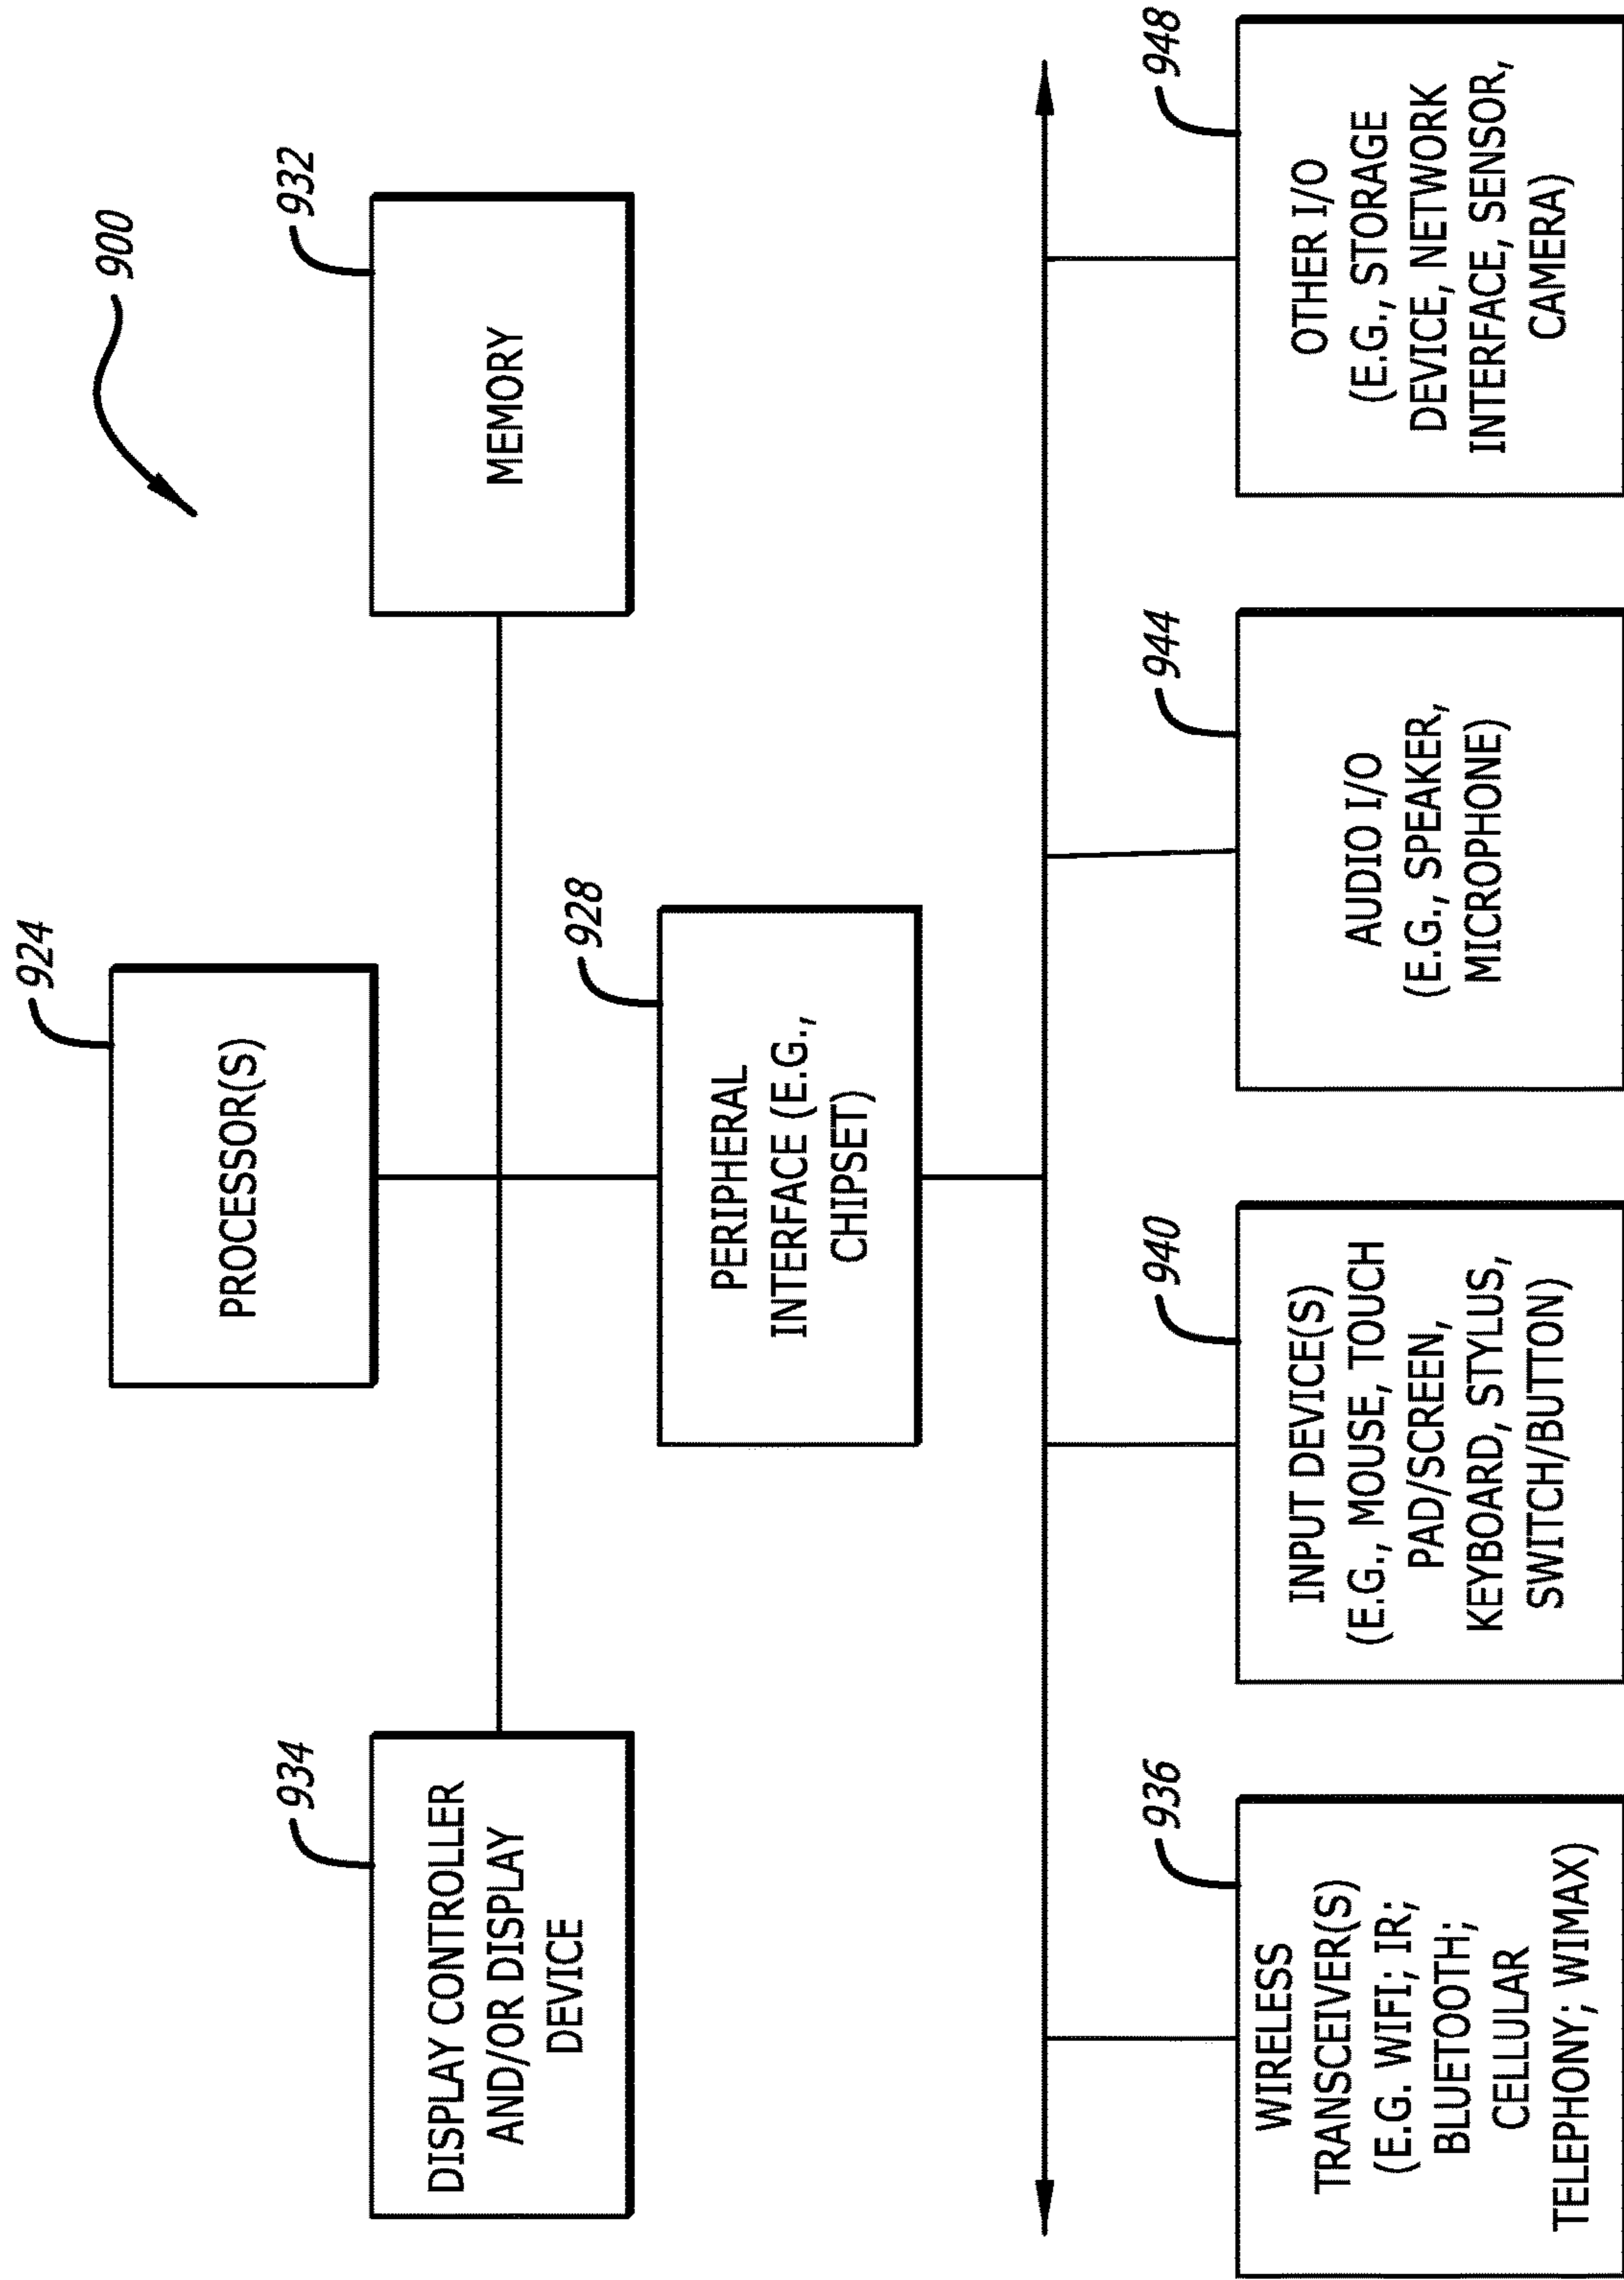 900
924
PROCESSOR(S)
934
DISPLAY CONTROLLER
AND/OR DISPLAY
DEVICE
932
MEMORY
928
PERIPHERAL
INTERFACE (E.G.,
CHIPSET)
936
WIRELESS
TRANSCEIVER(S)
(E.G. WIFI; IR;
BLUETOOTH;
CELLULAR
TELEPHONY; WIMAX)
940
INPUT DEVICE(S)
(E.G., MOUSE, TOUCH
PAD/SCREEN,
KEYBOARD, STYLUS,
SWITCH/BUTTON)
944
AUDIO I/O
(E.G., SPEAKER,
MICROPHONE)
948
OTHER I/O
(E.G., STORAGE
DEVICE, NETWORK
INTERFACE, SENSOR,
CAMERA)